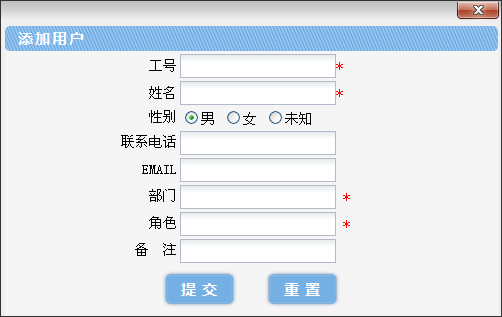 添加用户
工号 *
姓名 *
性别 男 女 未知
联系电话
EMAIL
部门 *
角色 *
备 注
提 交 重 置